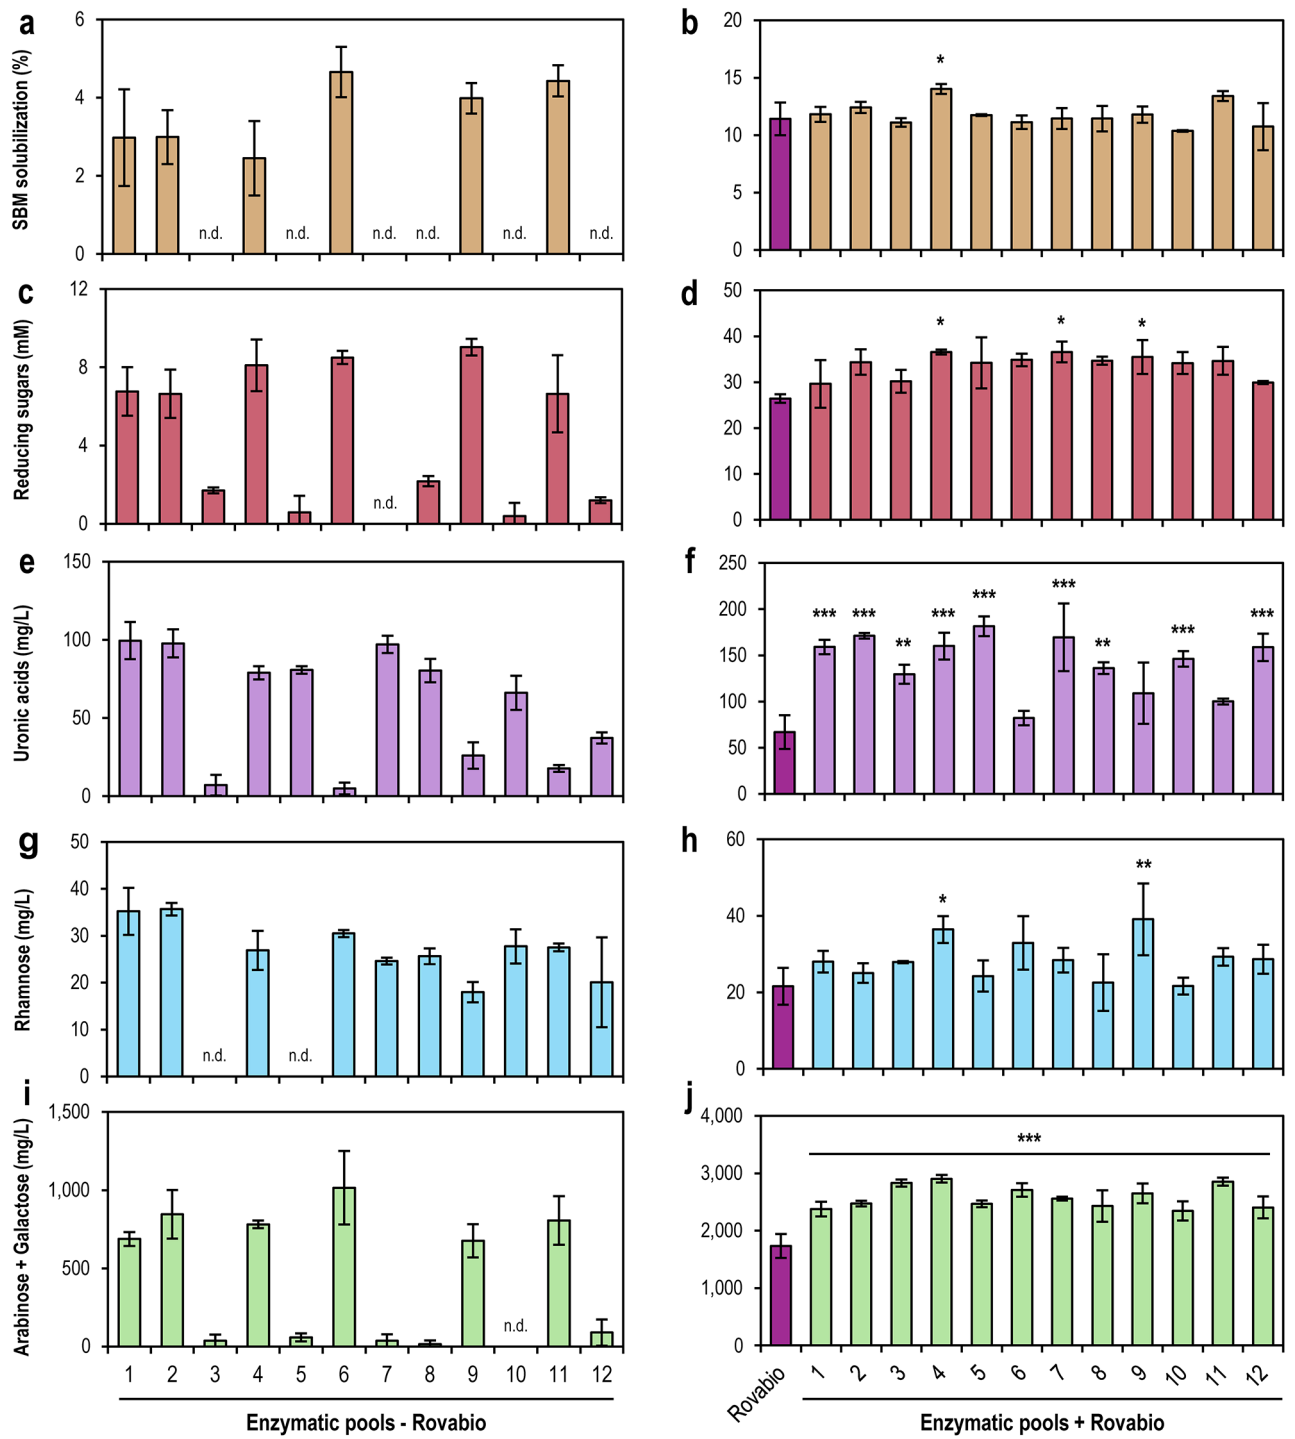 a
SBM solubilization (%)
6
4
2
0
n.d.
n.d.
n.d.
n.d.
n.d.
n.d.
b
20
15
10
5
0
*
c
Reducing sugars (mM)
12
8
4
0
n.d.
d
50
40
30
20
10
0
*
*
*
e
Uronic acids (mg/L)
150
100
50
0
f
250
200
150
100
50
0
***
***
**
***
***
***
**
***
***
g
Rhamnose (mg/L)
50
40
30
20
10
0
n.d.
n.d.
h
60
40
20
0
*
**
i
Arabinose + Galactose (mg/L)
1,500
1,000
500
0
n.d.
1 2 3 4 5 6 7 8 9 10 11 12
Enzymatic pools - Rovabio
j
4,000
3,000
2,000
1,000
0
***
Rovabio 1 2 3 4 5 6 7 8 9 10 11 12
Enzymatic pools + Rovabio